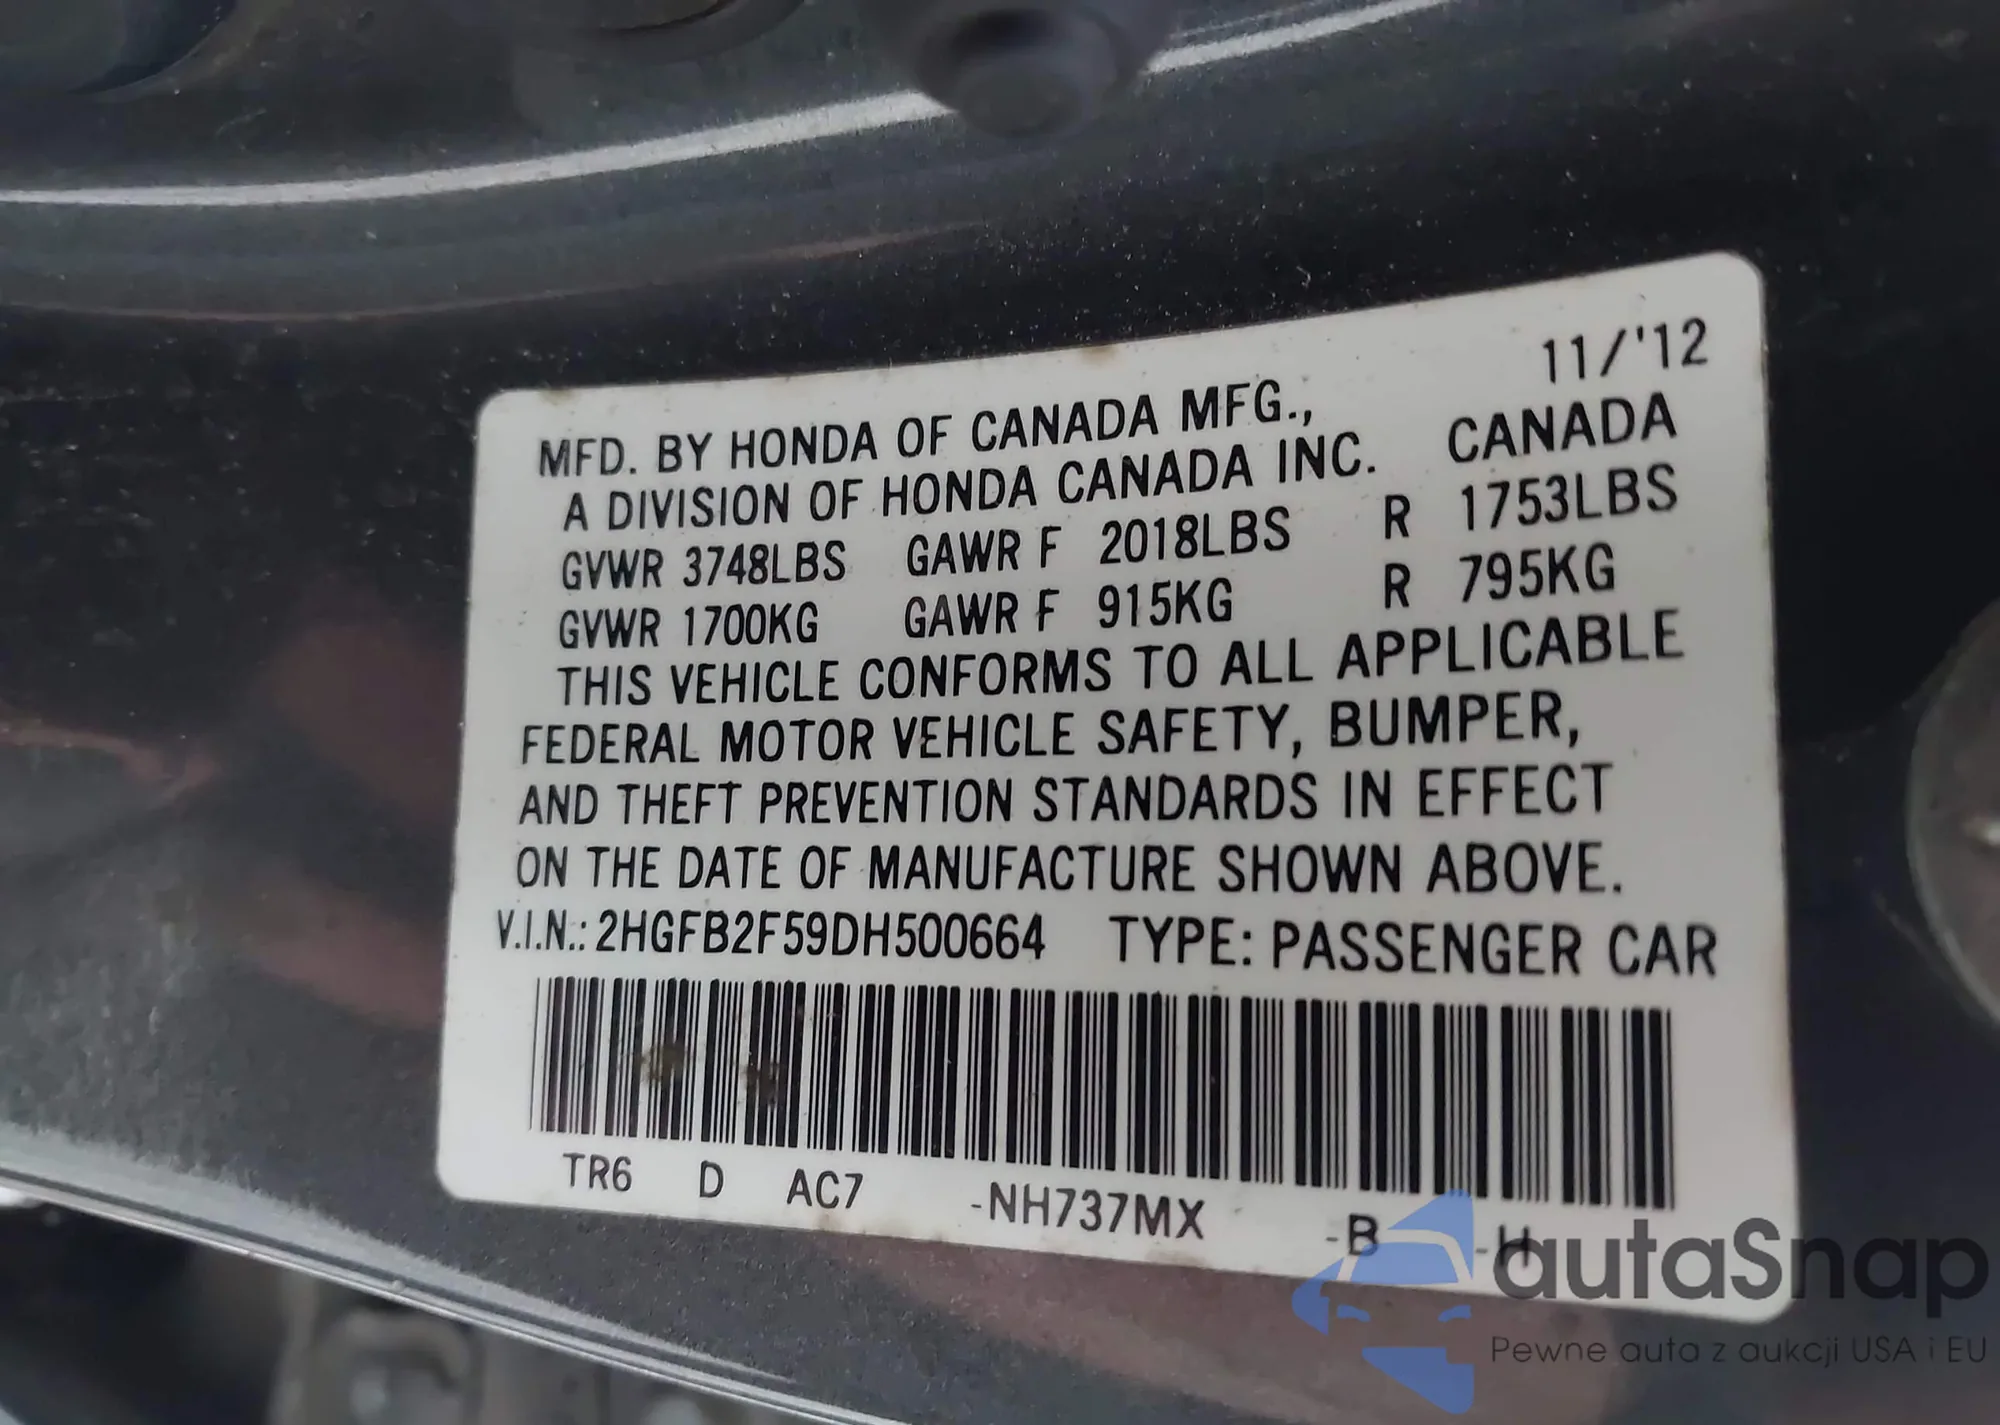 11/'12
MFD. BY HONDA OF CANADA MFG.,
A DIVISION OF HONDA CANADA INC. CANADA
GVWR 3748LBS GAWR F 2018LBS R 1753LBS
GVWR 1700KG GAWR F 915KG R 795KG
THIS VEHICLE CONFORMS TO ALL APPLICABLE
FEDERAL MOTOR VEHICLE SAFETY, BUMPER,
AND THEFT PREVENTION STANDARDS IN EFFECT
ON THE DATE OF MANUFACTURE SHOWN ABOVE.
V.I.N.: 2HGFB2F59DH500664 TYPE: PASSENGER CAR
TR6 D AC7 -NH737MX -B -H
autaSnap
Pewne auta z aukcji USA i EU